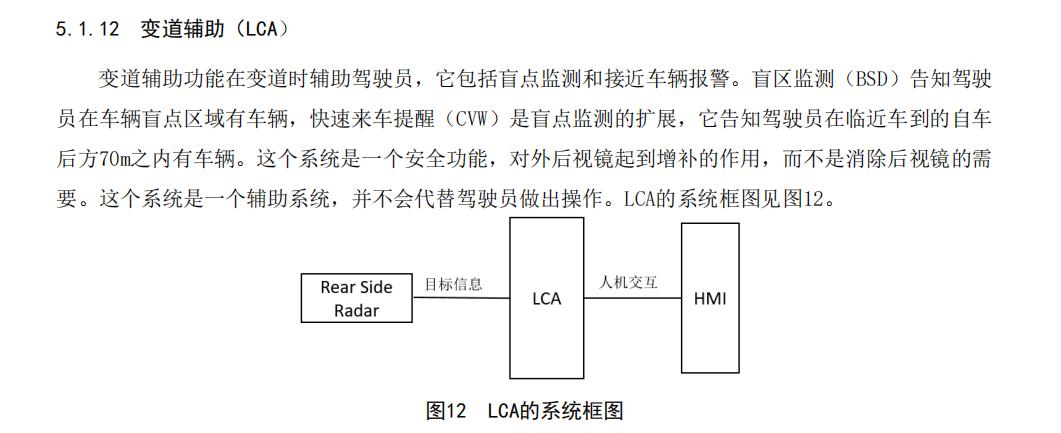 5.1.12 变道辅助（LCA）
变道辅助功能在变道时辅助驾驶员，它包括盲点监测和接近车辆报警。盲区监测（BSD）告知驾驶
员在车辆盲点区域有车辆，快速来车提醒（CVW）是盲点监测的扩展，它告知驾驶员在临近车到的自车
后方70m之内有车辆。这个系统是一个安全功能，对外后视镜起到增补的作用，而不是消除后视镜的需
要。这个系统是一个辅助系统，并不会代替驾驶员做出操作。LCA的系统框图见图12。
Rear Side
Radar
目标信息
LCA
人机交互
HMI
图12 LCA的系统框图